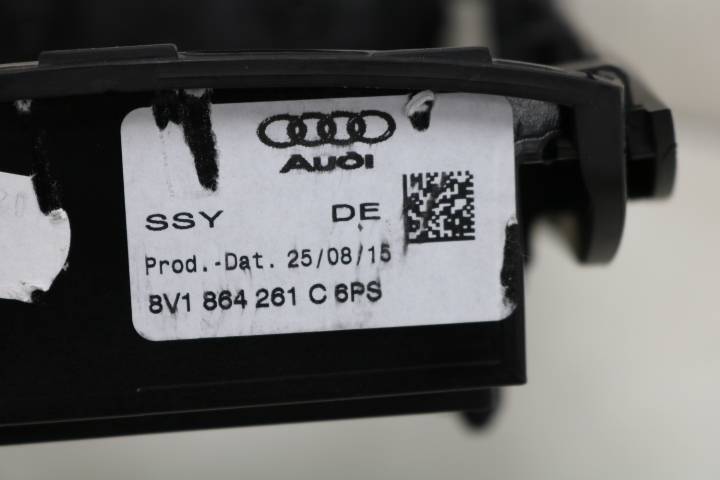 Audi
SSY DE
Prod.-Dat. 25/08/15
8V1 864 261 C 6PS